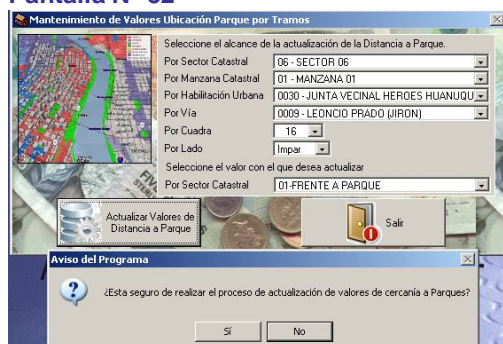 Pantalla N° 62
Mantenimiento de Valores Ubicación Parque por Tramos
Seleccione el alcance de la actualización de la Distancia a Parque.
Por Sector Catastral 06 - SECTOR 06
Por Manzana Catastral 01 - MANZANA 01
Por Habilitación Urbana 0030 - JUNTA VECINAL HEROES HUANUQU
Por Vía 0009 - LEONCIO PRADO (JIRON)
Por Cuadra 16
Por Lado Impar
Seleccione el valor con el que desea actualizar
Por Sector Catastral 01-FRENTE A PARQUE
Actualizar Valores de
Distancia a Parque
Salir
Aviso del Programa
¿Esta seguro de realizar el proceso de actualización de valores de cercanía a Parques?
Sí No